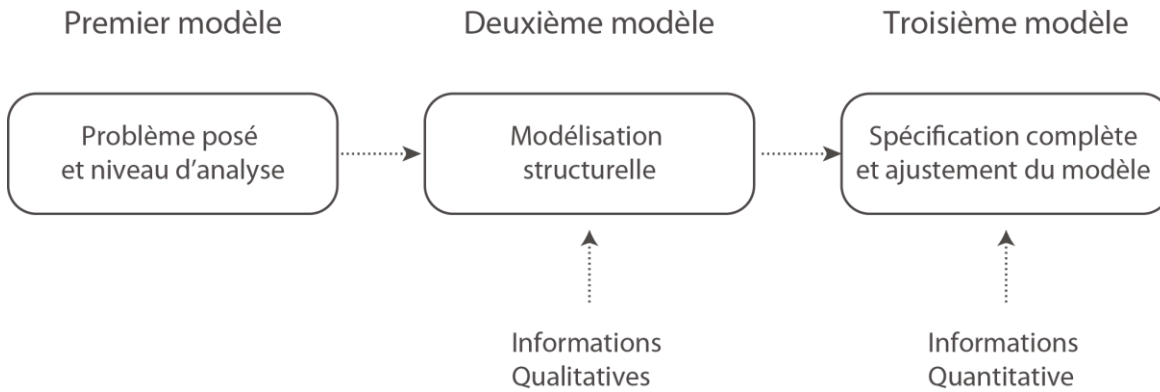 Premier modèle
Deuxième modèle
Troisième modèle
Problème posé
et niveau d'analyse
Modélisation
structurelle
Spécification complète
et ajustement du modèle
Informations
Qualitatives
Informations
Quantitative